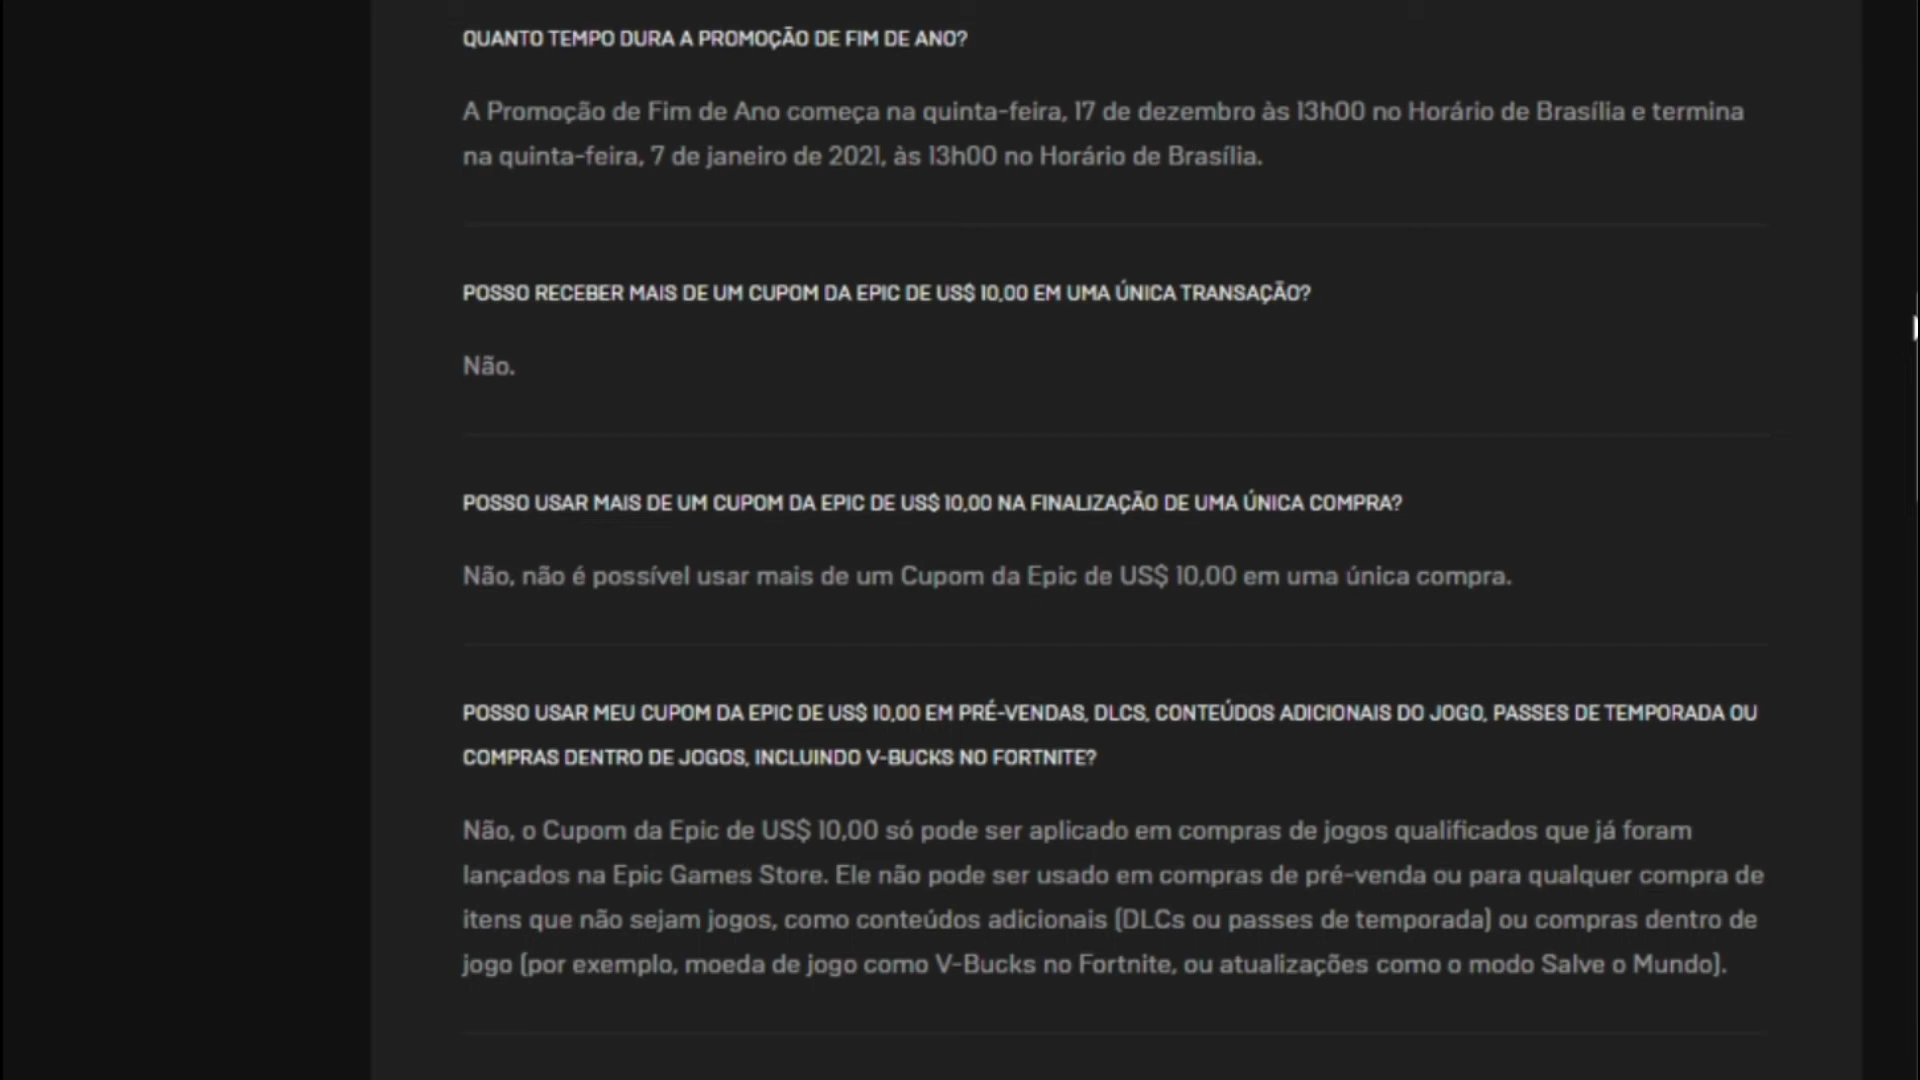 QUANTO TEMPO DURA A PROMOÇÃO DE FIM DE ANO?
A Promoção de Fim de Ano começa na quinta-feira, 17 de dezembro às 13h00 no Horário de Brasília e termina
na quinta-feira, 7 de janeiro de 2021, às 13h00 no Horário de Brasília.
POSSO RECEBER MAIS DE UM CUPOM DA EPIC DE US$ 10,00 EM UMA ÚNICA TRANSAÇÃO?
Não.
POSSO USAR MAIS DE UM CUPOM DA EPIC DE US$ 10,00 NA FINALIZAÇÃO DE UMA ÚNICA COMPRA?
Não, não é possível usar mais de um Cupom da Epic de US$ 10,00 em uma única compra.
POSSO USAR MEU CUPOM DA EPIC DE US$ 10,00 EM PRÉ-VENDAS, DLCS, CONTEÚDOS ADICIONAIS DO JOGO, PASSES DE TEMPORADA OU
COMPRAS DENTRO DE JOGOS, INCLUINDO V-BUCKS NO FORTNITE?
Não, o Cupom da Epic de US$ 10,00 só pode ser aplicado em compras de jogos qualificados que já foram
lançados na Epic Games Store. Ele não pode ser usado em compras de pré-venda ou para qualquer compra de
itens que não sejam jogos, como conteúdos adicionais (DLCs ou passes de temporada) ou compras dentro de
jogo (por exemplo, moeda de jogo como V-Bucks no Fortnite, ou atualizações como o modo Salve o Mundo).